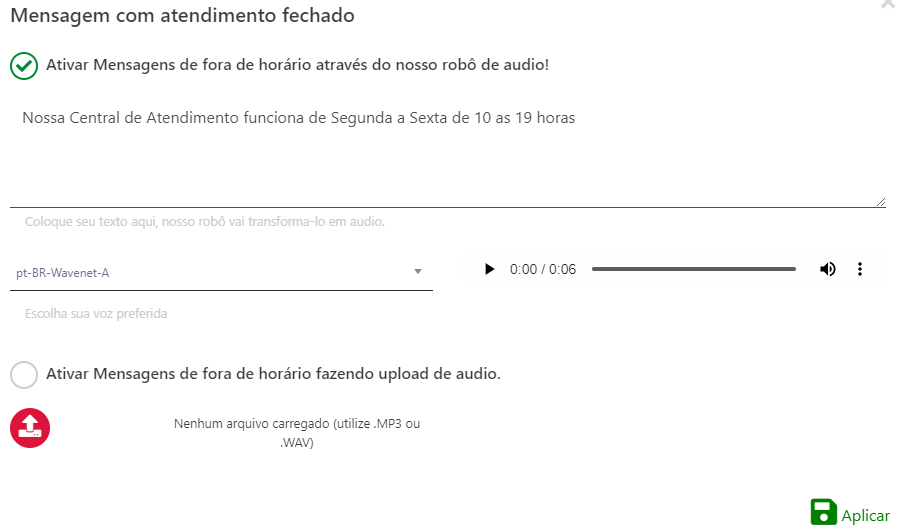 Mensagem com atendimento fechado
Ativar Mensagens de fora de horário através do nosso robô de audio!
Nossa Central de Atendimento funciona de Segunda a Sexta de 10 as 19 horas
Coloque seu texto aqui, nosso robô vai transforma-lo em audio.
pt-BR-Wavenet-A
0:00 / 0:06
Escolha sua voz preferida
Ativar Mensagens de fora de horário fazendo upload de audio.
Nenhum arquivo carregado (utilize .MP3 ou
.WAV)
Aplicar